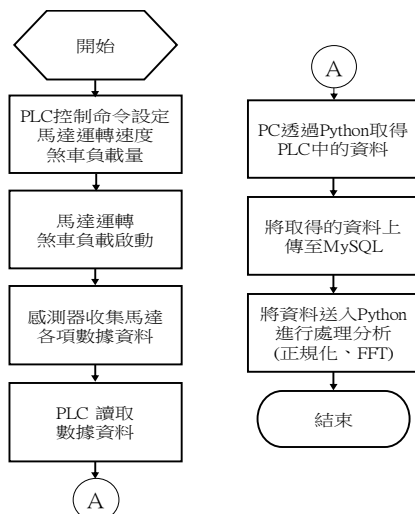 開始
PLC控制命令設定
馬達運轉速度
煞車負載量
馬達運轉
煞車負載啟動
感測器收集馬達
各項數據資料
PLC 讀取
數據資料
A
A
PC透過Python取得
PLC中的資料
將取得的資料上
傳至MySQL
將資料送入Python
進行處理分析
(正規化、FFT)
結束